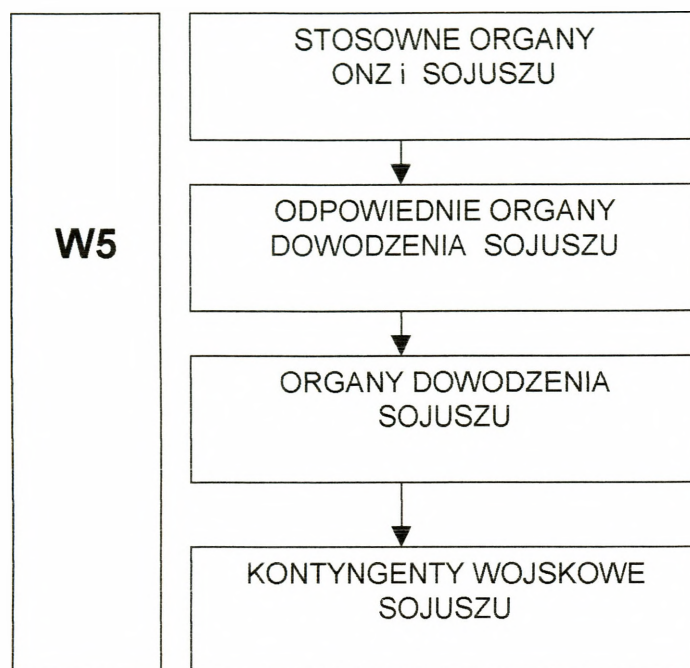 STOSOWNE ORGANY
ONZ i SOJUSZU
W5
ODPOWIEDNIE ORGANY
DOWODZENIA SOJUSZU
ORGANY DOWODZENIA
SOJUSZU
KONTYNGENTY WOJSKOWE
SOJUSZU